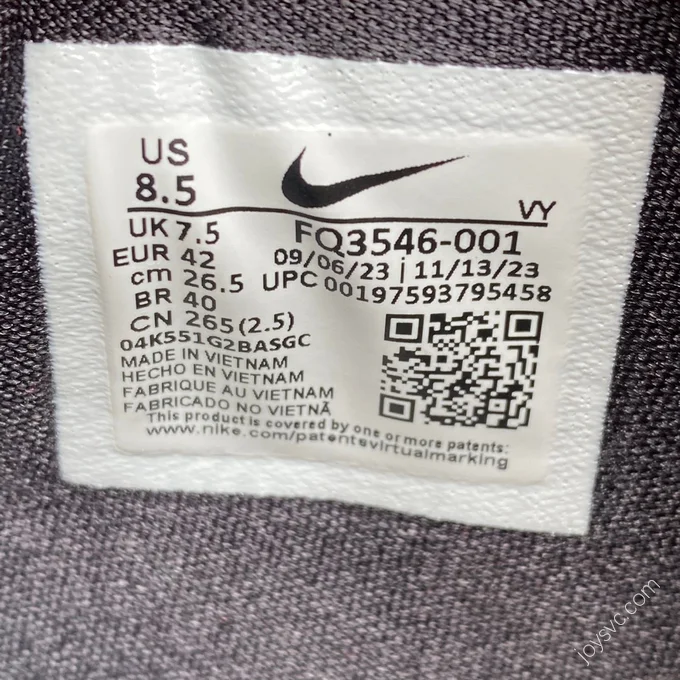 US
8.5
VY
UK 7.5
FQ3546-001
EUR 42
09/06/23 | 11/13/23
cm 26.5
UPC 00197593795458
BR 40
CN 265(2.5)
04K551G2BASGC
MADE IN VIETNAM
HECHO EN VIETNAM
FABRIQUE AU VIETNAM
FABRICADO NO VIETNÃ
This product is covered by one or more patents:
www.nike.com/patentsvirtualmarking
joysvc.com